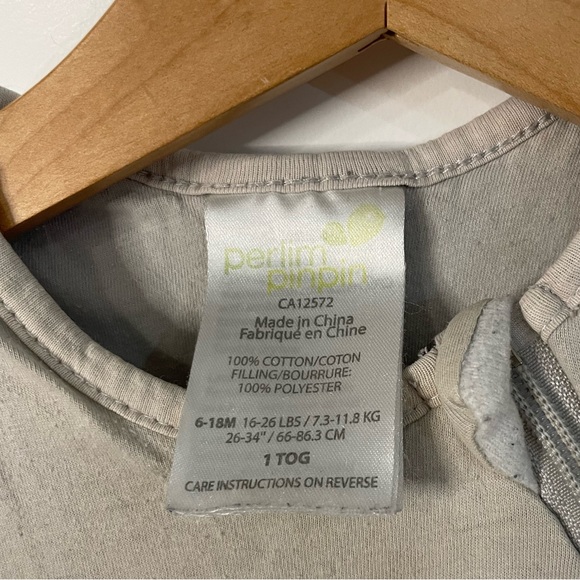 perlim
pinpin
CA12572
Made in China
Fabriqué en Chine
100% COTTON/COTON
FILLING/BOURRURE:
100% POLYESTER
6-18M 16-26 LBS / 7.3-11.8 KG
26-34" / 66-86.3 CM
1 TOG
CARE INSTRUCTIONS ON REVERSE